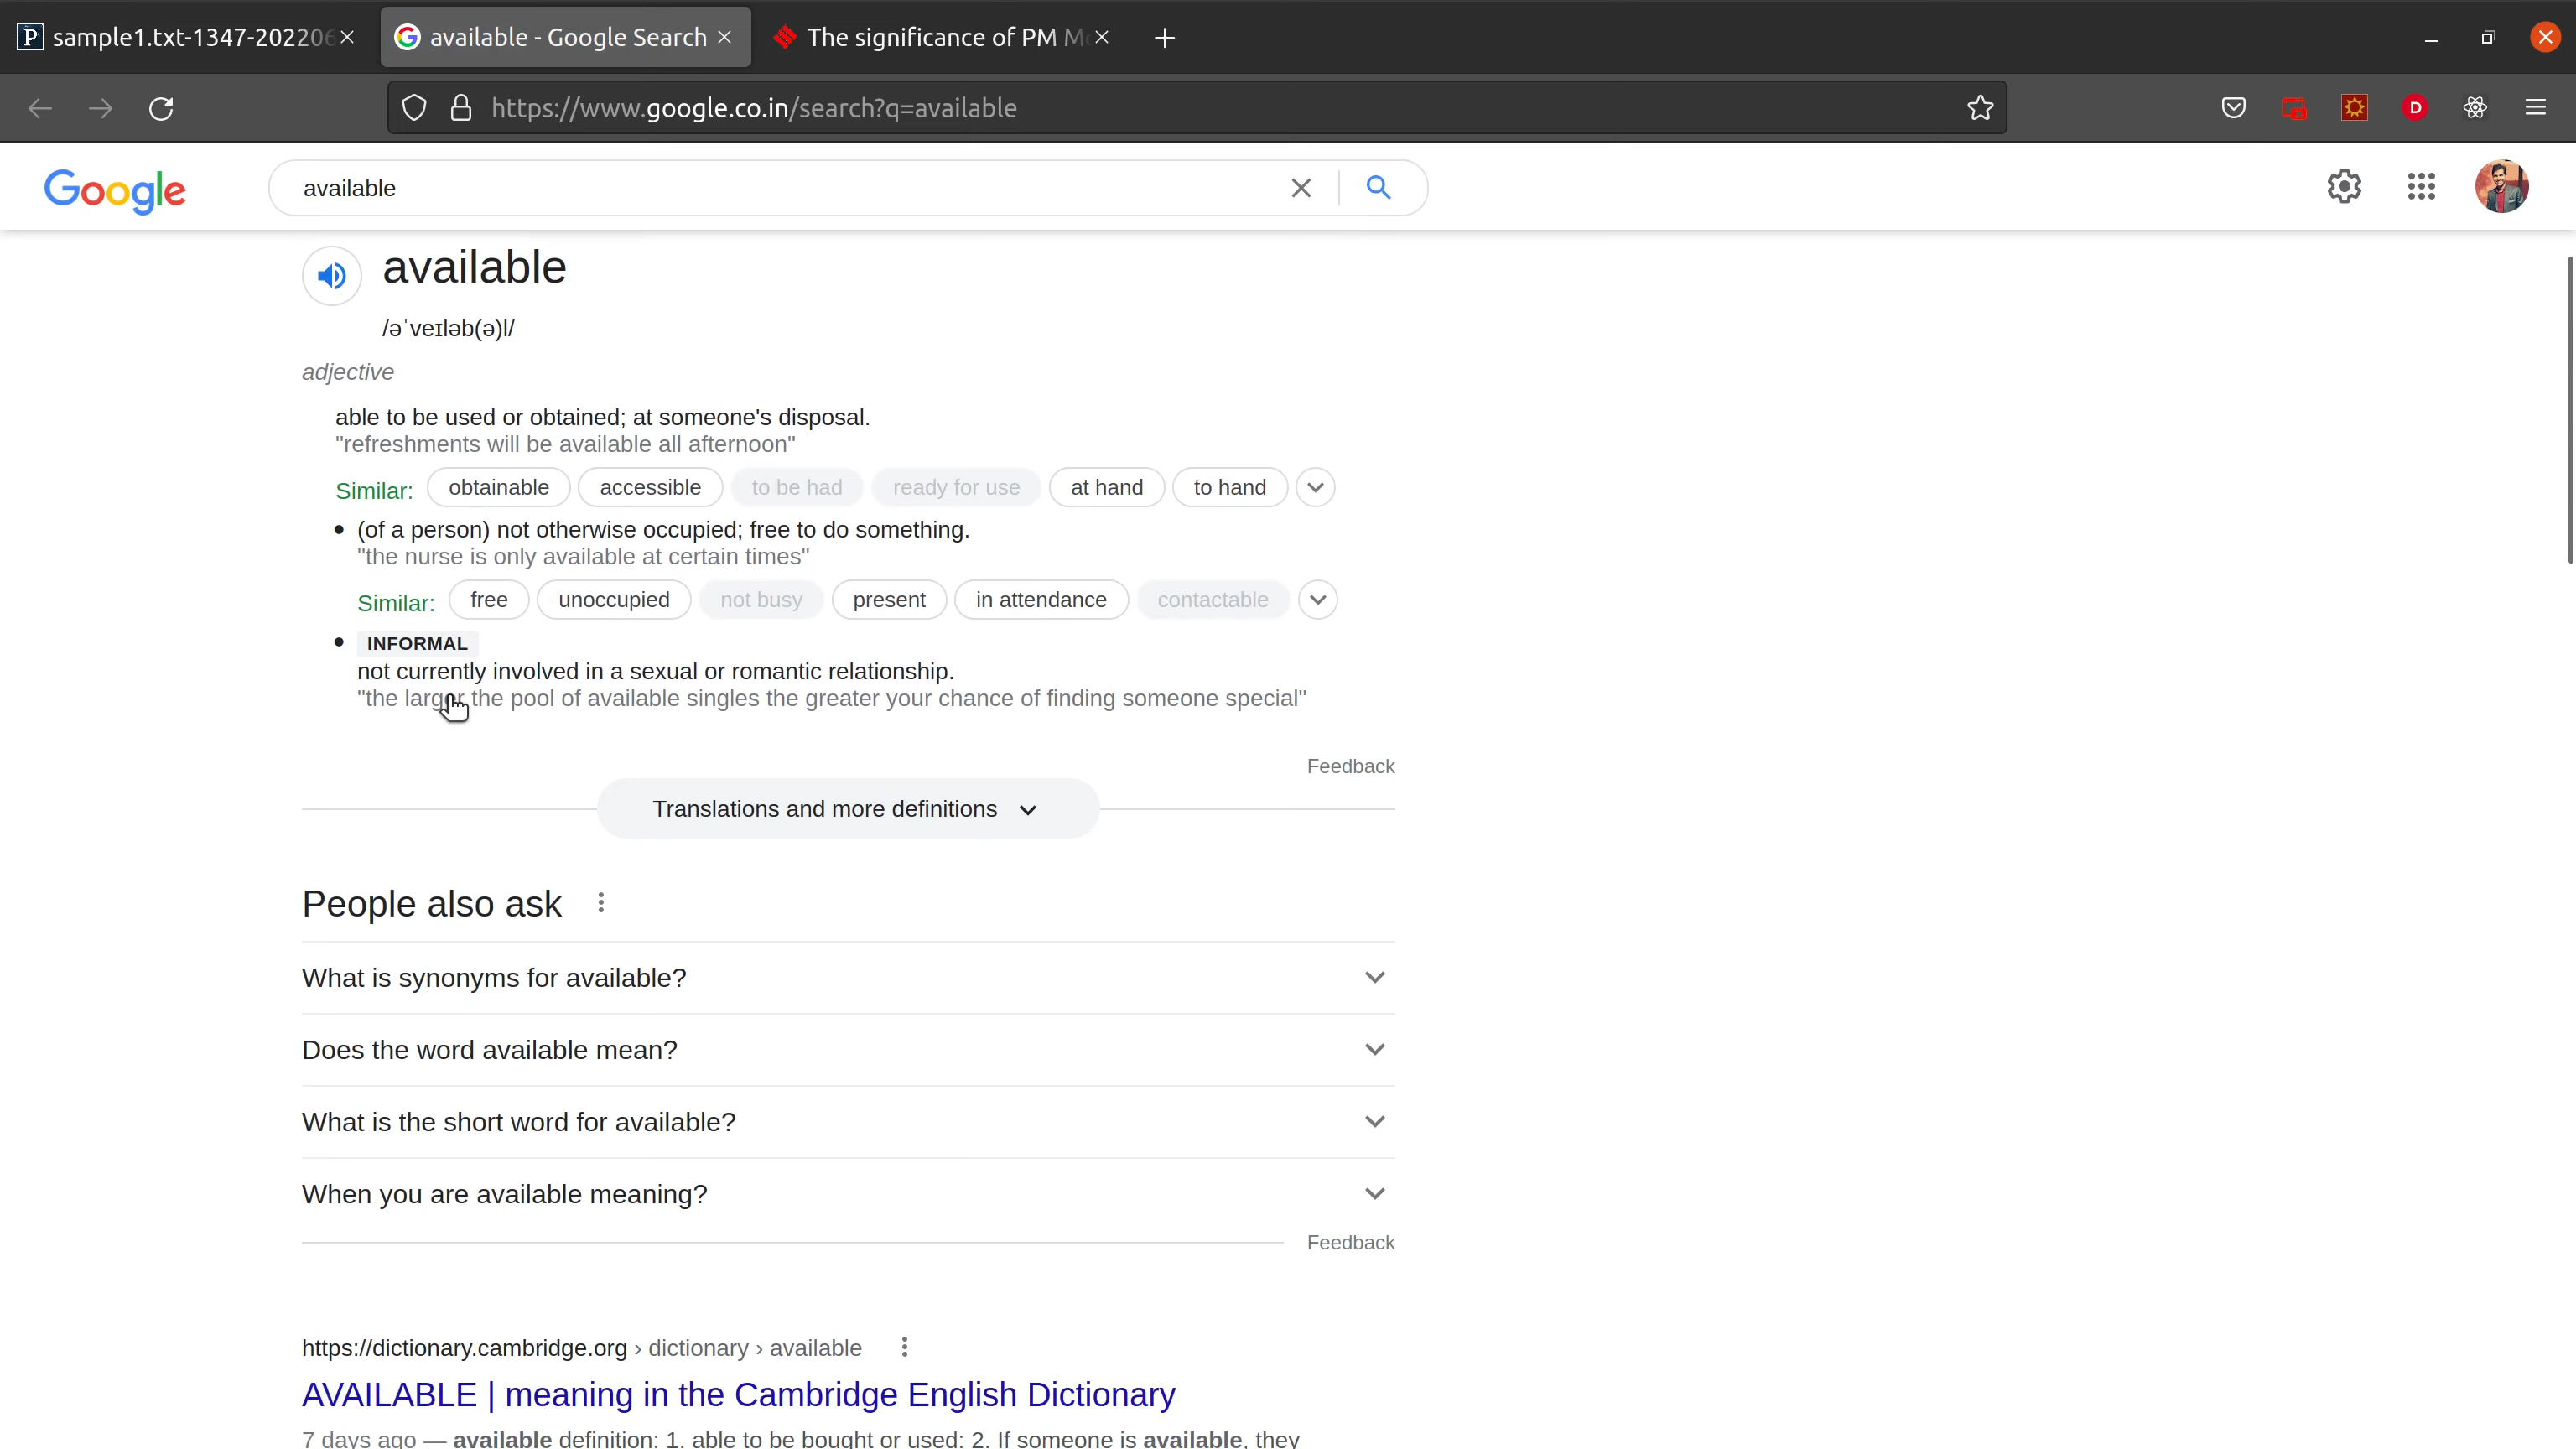 sample1.txt-1347-202206
available - Google Search
The significance of PM M
https://www.google.co.in/search?q=available
Google
available
available
/əˈveɪləb(ə)l/
adjective
able to be used or obtained; at someone's disposal.
"refreshments will be available all afternoon"
Similar: obtainable accessible to be had ready for use at hand to hand
(of a person) not otherwise occupied; free to do something.
"the nurse is only available at certain times"
Similar: free unoccupied not busy present in attendance contactable
INFORMAL
not currently involved in a sexual or romantic relationship.
"the larger the pool of available singles the greater your chance of finding someone special"
Feedback
Translations and more definitions
People also ask
What is synonyms for available?
Does the word available mean?
What is the short word for available?
When you are available meaning?
Feedback
https://dictionary.cambridge.org › dictionary › available
AVAILABLE | meaning in the Cambridge English Dictionary
7 days ago — available definition: 1. able to be bought or used: 2. If someone is available, they